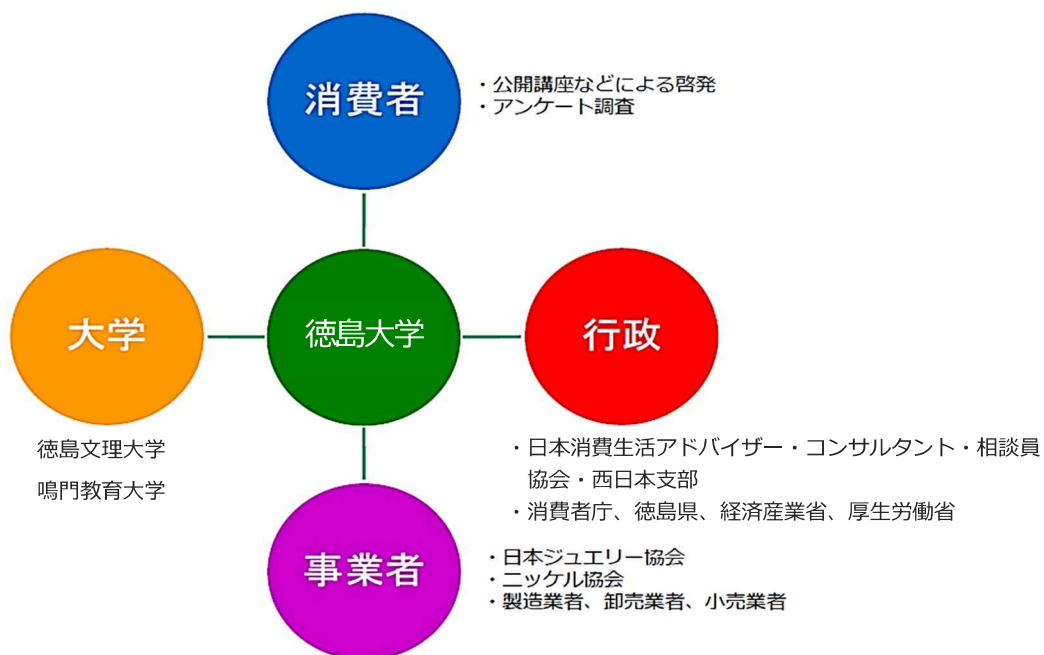 消費者
・公開講座などによる啓発
・アンケート調査
大学
徳島大学
行政
徳島文理大学
鳴門教育大学
・日本消費生活アドバイザー・コンサルタント・相談員
協会・西日本支部
・消費者庁、徳島県、経済産業省、厚生労働省
事業者
・日本ジュエリー協会
・ニッケル協会
・製造業者、卸売業者、小売業者